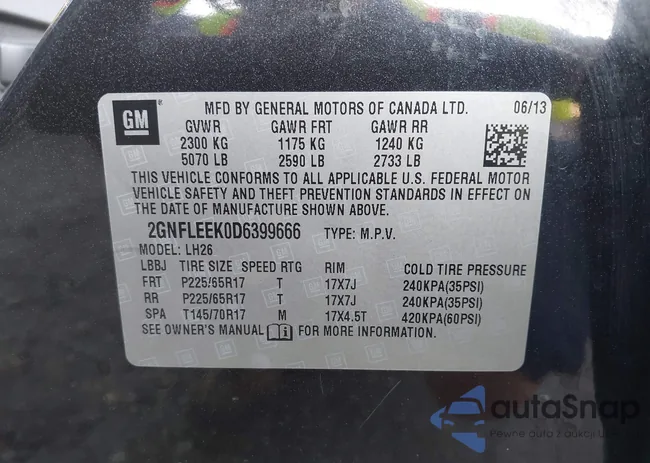 GM
MFD BY GENERAL MOTORS OF CANADA LTD. 06/13
GVWR GAWR FRT GAWR RR
2300 KG 1175 KG 1240 KG
5070 LB 2590 LB 2733 LB
THIS VEHICLE CONFORMS TO ALL APPLICABLE U.S. FEDERAL MOTOR
VEHICLE SAFETY AND THEFT PREVENTION STANDARDS IN EFFECT ON
THE DATE OF MANUFACTURE SHOWN ABOVE.
2GNFLEEK0D6399666 TYPE: M.P.V.
MODEL: LH26
LBBJ TIRE SIZE SPEED RTG RIM COLD TIRE PRESSURE
FRT P225/65R17 T 17X7J 240KPA(35PSI)
RR P225/65R17 T 17X7J 240KPA(35PSI)
SPA T145/70R17 M 17X4.5T 420KPA(60PSI)
SEE OWNER'S MANUAL FOR MORE INFORMATION.
autaSnap
Pewne auta z aukcji